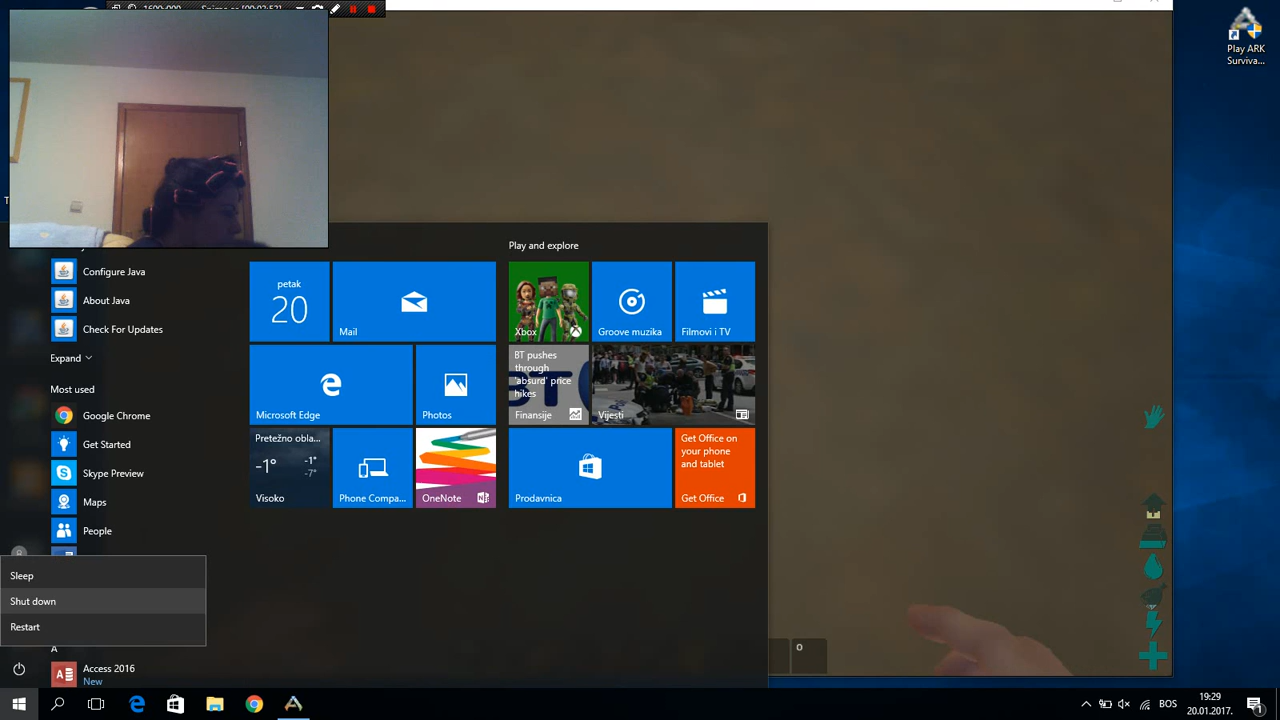 Play ARK
Surviva...
Configure Java
About Java
Check For Updates
Expand
Most used
Google Chrome
Get Started
Skype Preview
Maps
People
Sleep
Shut down
Restart
Access 2016
New
petak
20
Mail
Microsoft Edge
Photos
Pretežno obla...
-1°
-1°
-7°
Visoko
Phone Compa...
OneNote
Play and explore
Xbox
Groove muzika
Filmovi i TV
BT pushes
through
'absurd' price
hikes
Finansije
Vijesti
Prodavnica
Get Office on
your phone
and tablet
Get Office
0
BOS
19:29
20.01.2017.
1